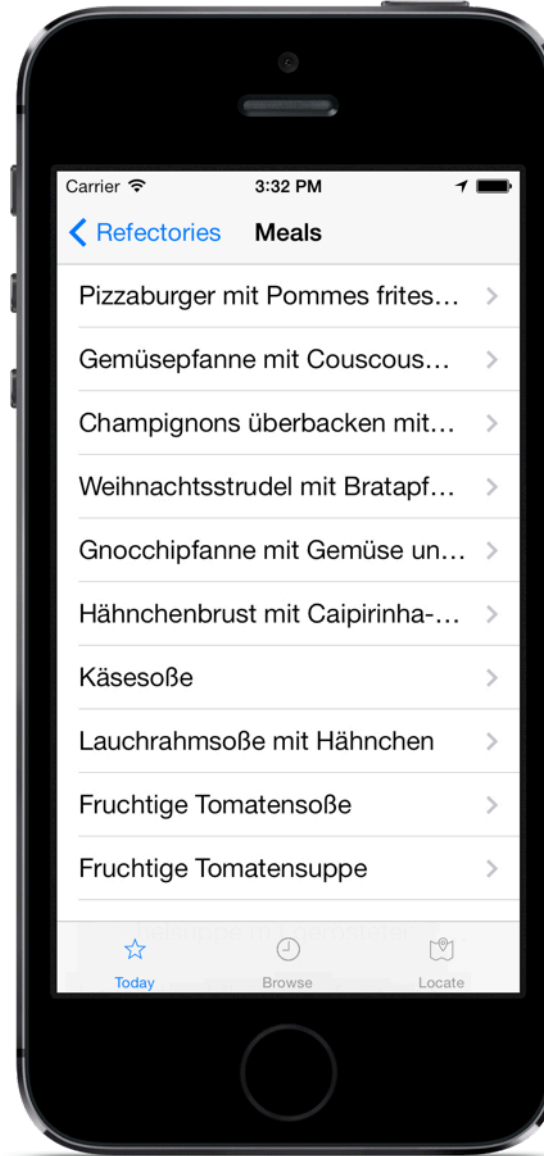 Carrier 3:32 PM
Refectories Meals
Pizzaburger mit Pommes frites…
Gemüsepfanne mit Couscous…
Champignons überbacken mit…
Weihnachtsstrudel mit Bratapf…
Gnocchipfanne mit Gemüse un…
Hähnchenbrust mit Caipirinha-…
Käsesoße
Lauchrahmsoße mit Hähnchen
Fruchtige Tomatensoße
Fruchtige Tomatensuppe
Today Browse Locate